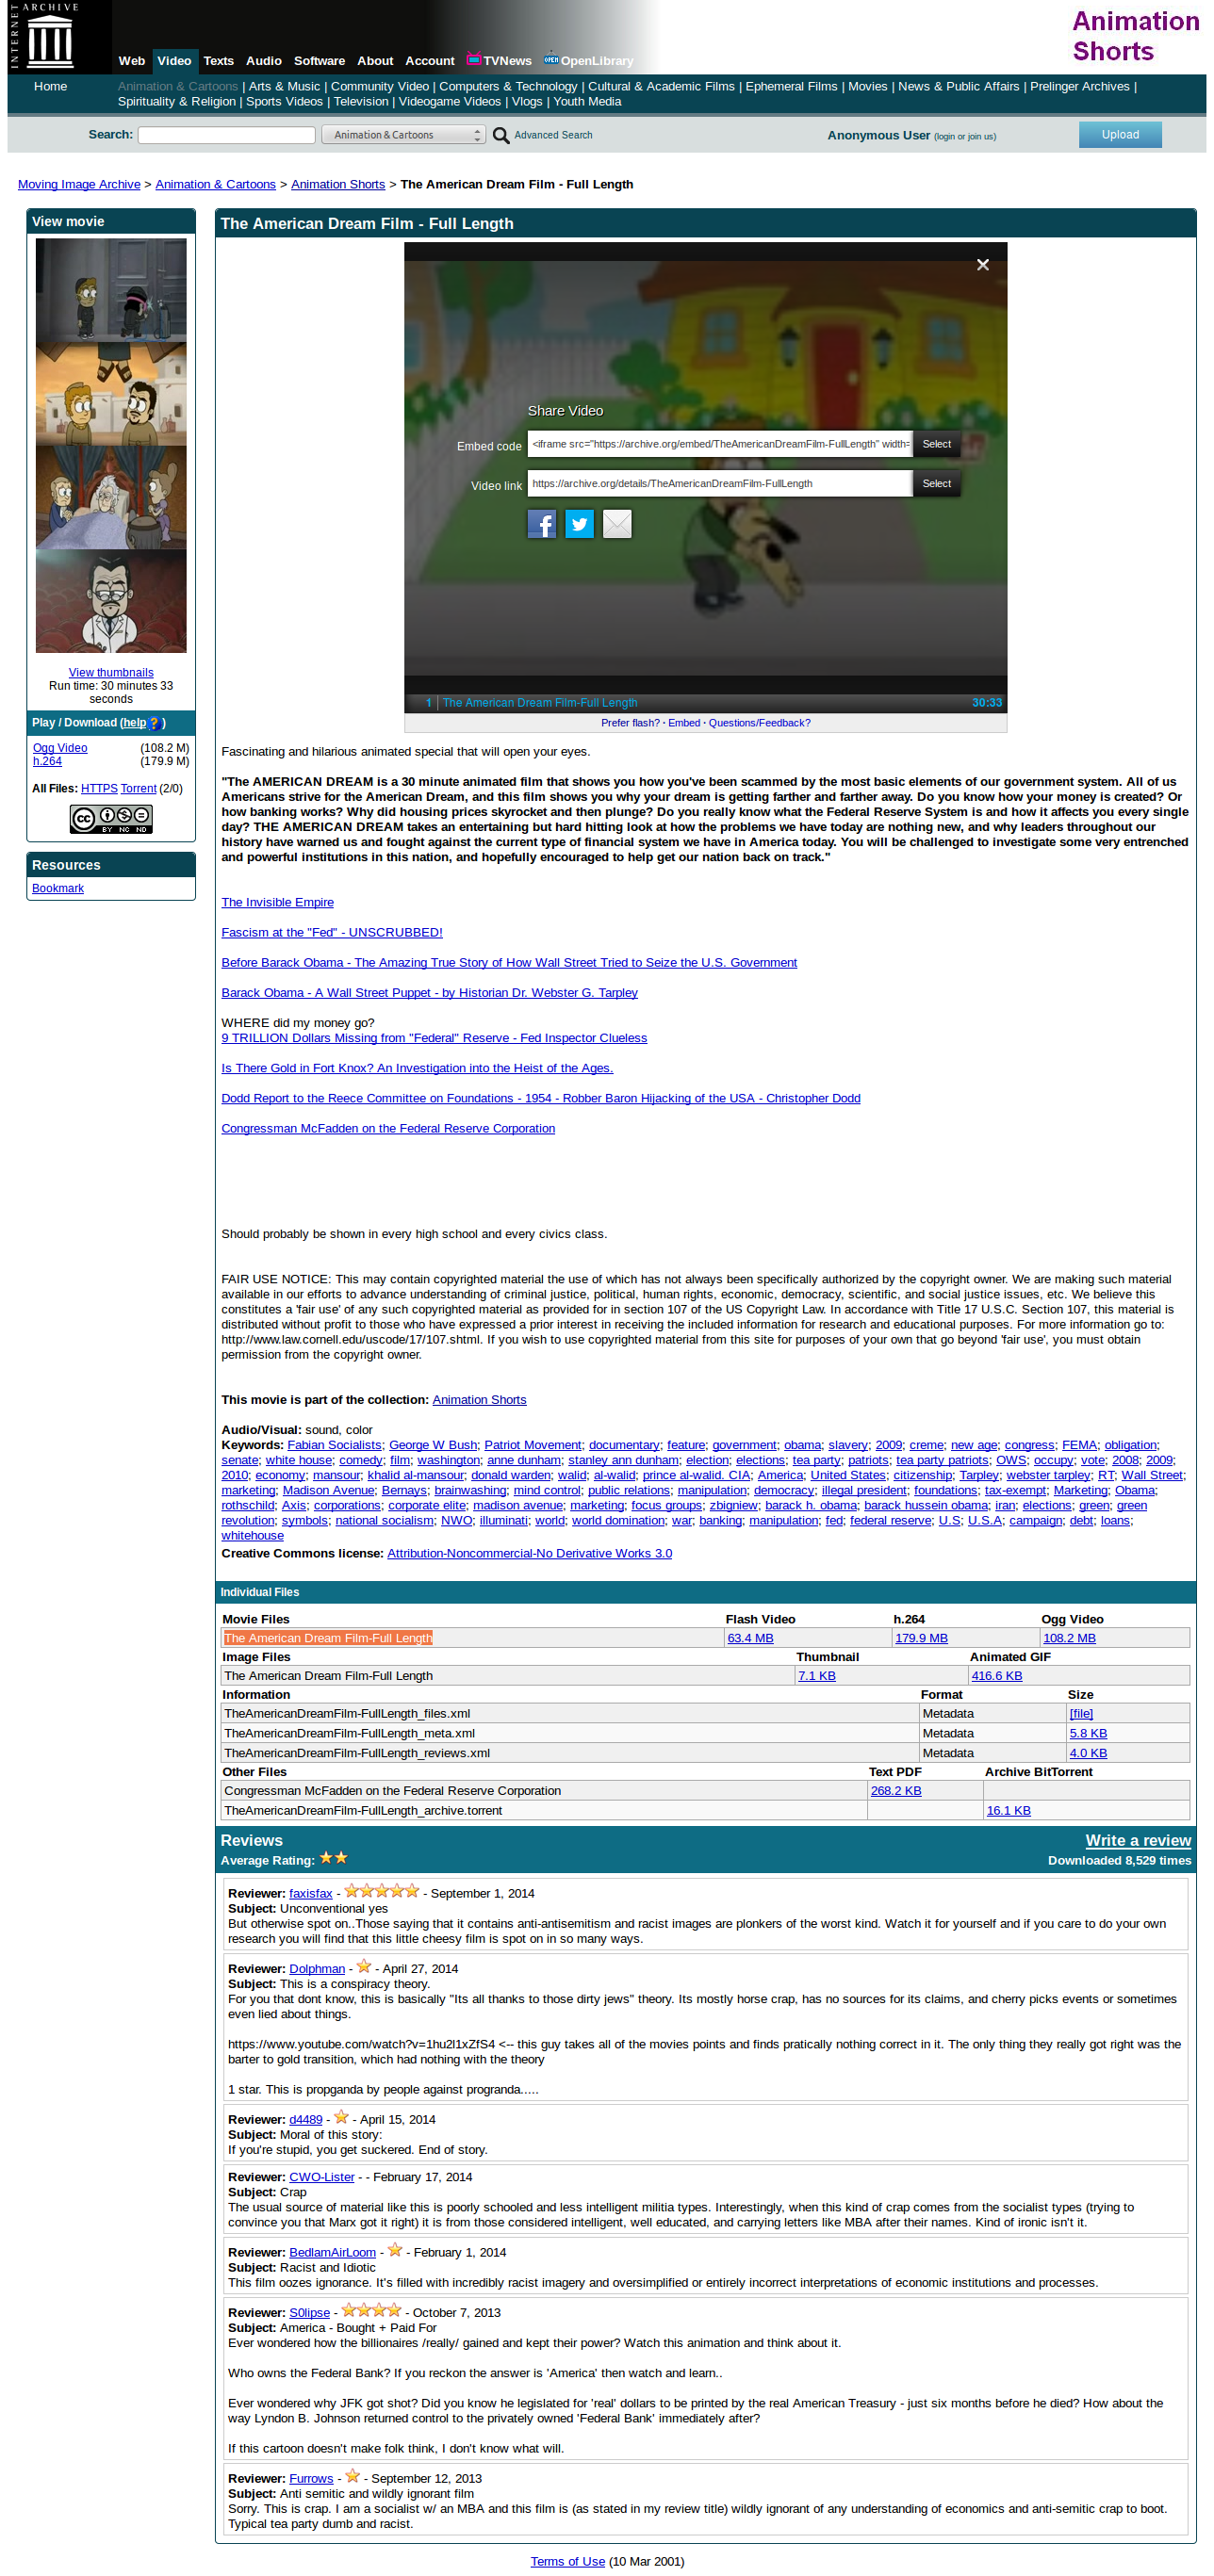 INTERNET
ARCHIVE
Animation
Shorts
Web Video Texts Audio Software About Account TVNews OPEN OpenLibrary
Home
Animation & Cartoons | Arts & Music | Community Video | Computers & Technology | Cultural & Academic Films | Ephemeral Films | Movies | News & Public Affairs | Prelinger Archives |
Spirituality & Religion | Sports Videos | Television | Videogame Videos | Vlogs | Youth Media
Search: Animation & Cartoons Advanced Search Anonymous User (login or join us) Upload
Moving Image Archive > Animation & Cartoons > Animation Shorts > The American Dream Film - Full Length
View movie
View thumbnails
Run time: 30 minutes 33
seconds
Play / Download (help?)
Ogg Video (108.2 M)
h.264 (179.9 M)
All Files: HTTPS Torrent (2/0)
CC BY NC ND
Resources
Bookmark
The American Dream Film - Full Length
Share Video
Embed code <iframe src="https://archive.org/embed/TheAmericanDreamFilm-FullLength" width= Select
Video link https://archive.org/details/TheAmericanDreamFilm-FullLength Select
1 The American Dream Film-Full Length 30:33
Prefer flash? · Embed · Questions/Feedback?
Fascinating and hilarious animated special that will open your eyes.
"The AMERICAN DREAM is a 30 minute animated film that shows you how you've been scammed by the most basic elements of our government system. All of us
Americans strive for the American Dream, and this film shows you why your dream is getting farther and farther away. Do you know how your money is created? Or
how banking works? Why did housing prices skyrocket and then plunge? Do you really know what the Federal Reserve System is and how it affects you every single
day? THE AMERICAN DREAM takes an entertaining but hard hitting look at how the problems we have today are nothing new, and why leaders throughout our
history have warned us and fought against the current type of financial system we have in America today. You will be challenged to investigate some very entrenched
and powerful institutions in this nation, and hopefully encouraged to help get our nation back on track."
The Invisible Empire
Fascism at the "Fed" - UNSCRUBBED!
Before Barack Obama - The Amazing True Story of How Wall Street Tried to Seize the U.S. Government
Barack Obama - A Wall Street Puppet - by Historian Dr. Webster G. Tarpley
WHERE did my money go?
9 TRILLION Dollars Missing from "Federal" Reserve - Fed Inspector Clueless
Is There Gold in Fort Knox? An Investigation into the Heist of the Ages.
Dodd Report to the Reece Committee on Foundations - 1954 - Robber Baron Hijacking of the USA - Christopher Dodd
Congressman McFadden on the Federal Reserve Corporation
Should probably be shown in every high school and every civics class.
FAIR USE NOTICE: This may contain copyrighted material the use of which has not always been specifically authorized by the copyright owner. We are making such material
available in our efforts to advance understanding of criminal justice, political, human rights, economic, democracy, scientific, and social justice issues, etc. We believe this
constitutes a 'fair use' of any such copyrighted material as provided for in section 107 of the US Copyright Law. In accordance with Title 17 U.S.C. Section 107, this material is
distributed without profit to those who have expressed a prior interest in receiving the included information for research and educational purposes. For more information go to:
http://www.law.cornell.edu/uscode/17/107.shtml. If you wish to use copyrighted material from this site for purposes of your own that go beyond 'fair use', you must obtain
permission from the copyright owner.
This movie is part of the collection: Animation Shorts
Audio/Visual: sound, color
Keywords: Fabian Socialists; George W Bush; Patriot Movement; documentary; feature; government; obama; slavery; 2009; creme; new age; congress; FEMA; obligation;
senate; white house; comedy; film; washington; anne dunham; stanley ann dunham; election; elections; tea party; patriots; tea party patriots; OWS; occupy; vote; 2008; 2009;
2010; economy; mansour; khalid al-mansour; donald warden; walid; al-walid; prince al-walid. CIA; America; United States; citizenship; Tarpley; webster tarpley; RT; Wall Street;
marketing; Madison Avenue; Bernays; brainwashing; mind control; public relations; manipulation; democracy; illegal president; foundations; tax-exempt; Marketing; Obama;
rothschild; Axis; corporations; corporate elite; madison avenue; marketing; focus groups; zbigniew; barack h. obama; barack hussein obama; iran; elections; green; green
revolution; symbols; national socialism; NWO; illuminati; world; world domination; war; banking; manipulation; fed; federal reserve; U.S; U.S.A; campaign; debt; loans;
whitehouse
Creative Commons license: Attribution-Noncommercial-No Derivative Works 3.0
Individual Files
Movie Files Flash Video h.264 Ogg Video
The American Dream Film-Full Length 63.4 MB 179.9 MB 108.2 MB
Image Files Thumbnail Animated GIF
The American Dream Film-Full Length 7.1 KB 416.6 KB
Information Format Size
TheAmericanDreamFilm-FullLength_files.xml Metadata [file]
TheAmericanDreamFilm-FullLength_meta.xml Metadata 5.8 KB
TheAmericanDreamFilm-FullLength_reviews.xml Metadata 4.0 KB
Other Files Text PDF Archive BitTorrent
Congressman McFadden on the Federal Reserve Corporation 268.2 KB
TheAmericanDreamFilm-FullLength_archive.torrent 16.1 KB
Reviews Write a review
Average Rating: Downloaded 8,529 times
Reviewer: faxisfax - - September 1, 2014
Subject: Unconventional yes
But otherwise spot on..Those saying that it contains anti-antisemitism and racist images are plonkers of the worst kind. Watch it for yourself and if you care to do your own
research you will find that this little cheesy film is spot on in so many ways.
Reviewer: Dolphman - - April 27, 2014
Subject: This is a conspiracy theory.
For you that dont know, this is basically "Its all thanks to those dirty jews" theory. Its mostly horse crap, has no sources for its claims, and cherry picks events or sometimes
even lied about things.
https://www.youtube.com/watch?v=1hu2l1xZfS4 <-- this guy takes all of the movies points and finds pratically nothing correct in it. The only thing they really got right was the
barter to gold transition, which had nothing with the theory
1 star. This is propganda by people against progranda.....
Reviewer: d4489 - - April 15, 2014
Subject: Moral of this story:
If you're stupid, you get suckered. End of story.
Reviewer: CWO-Lister - - February 17, 2014
Subject: Crap
The usual source of material like this is poorly schooled and less intelligent militia types. Interestingly, when this kind of crap comes from the socialist types (trying to
convince you that Marx got it right) it is from those considered intelligent, well educated, and carrying letters like MBA after their names. Kind of ironic isn't it.
Reviewer: BedlamAirLoom - - February 1, 2014
Subject: Racist and Idiotic
This film oozes ignorance. It's filled with incredibly racist imagery and oversimplified or entirely incorrect interpretations of economic institutions and processes.
Reviewer: S0lipse - - October 7, 2013
Subject: America - Bought + Paid For
Ever wondered how the billionaires /really/ gained and kept their power? Watch this animation and think about it.
Who owns the Federal Bank? If you reckon the answer is 'America' then watch and learn..
Ever wondered why JFK got shot? Did you know he legislated for 'real' dollars to be printed by the real American Treasury - just six months before he died? How about the
way Lyndon B. Johnson returned control to the privately owned 'Federal Bank' immediately after?
If this cartoon doesn't make folk think, I don't know what will.
Reviewer: Furrows - - September 12, 2013
Subject: Anti semitic and wildly ignorant film
Sorry. This is crap. I am a socialist w/ an MBA and this film is (as stated in my review title) wildly ignorant of any understanding of economics and anti-semitic crap to boot.
Typical tea party dumb and racist.
Terms of Use (10 Mar 2001)